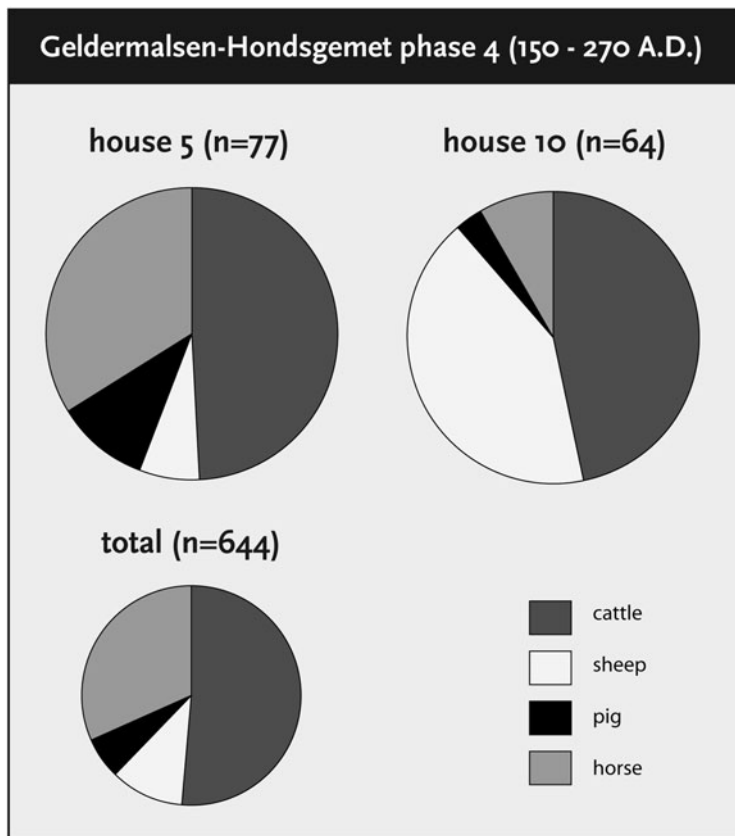 Geldermalsen-Hondsgemet phase 4 (150 - 270 A.D.)
house 5 (n=77)
house 10 (n=64)
total (n=644)
cattle
sheep
pig
horse